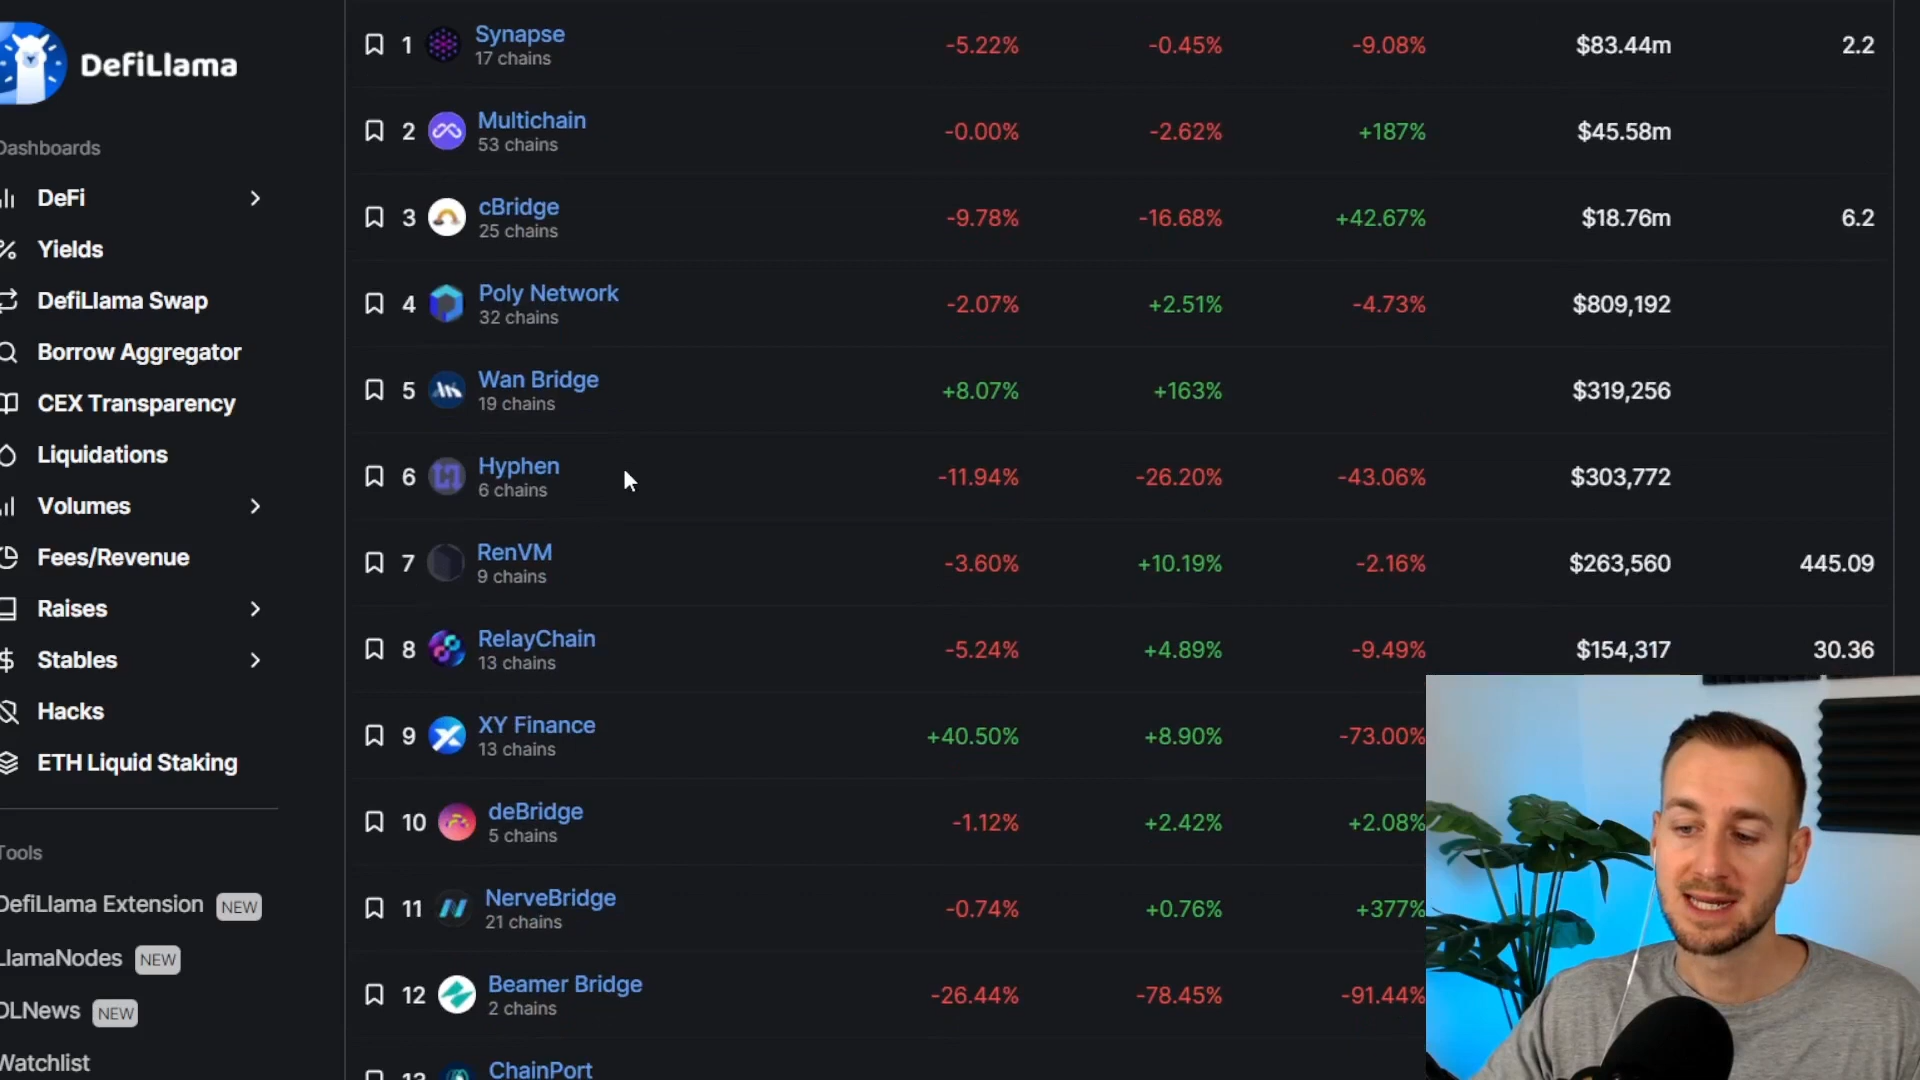 DefiLlama
Dashboards
DeFi
Yields
DefiLlama Swap
Borrow Aggregator
CEX Transparency
Liquidations
Volumes
Fees/Revenue
Raises
Stables
Hacks
ETH Liquid Staking
Tools
DefiLlama Extension NEW
LlamaNodes NEW
DLNews NEW
Watchlist
1 Synapse -5.22% -0.45% -9.08% $83.44m 2.2
17 chains
2 Multichain -0.00% -2.62% +187% $45.58m
53 chains
3 cBridge -9.78% -16.68% +42.67% $18.76m 6.2
25 chains
4 Poly Network -2.07% +2.51% -4.73% $809,192
32 chains
5 Wan Bridge +8.07% +163% $319,256
19 chains
6 Hyphen -11.94% -26.20% -43.06% $303,772
6 chains
7 RenVM -3.60% +10.19% -2.16% $263,560 445.09
9 chains
8 RelayChain -5.24% +4.89% -9.49% $154,317 30.36
13 chains
9 XY Finance +40.50% +8.90% -73.00%
13 chains
10 deBridge -1.12% +2.42% +2.08%
5 chains
11 NerveBridge -0.74% +0.76% +377%
21 chains
12 Beamer Bridge -26.44% -78.45% -91.44%
2 chains
13 ChainPort